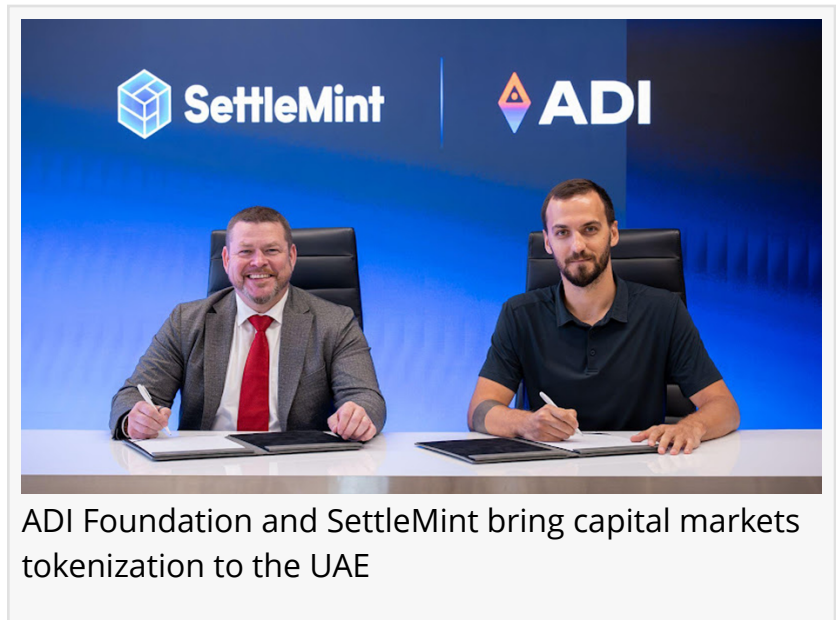 SettleMint
ADI
ADI Foundation and SettleMint bring capital markets
tokenization to the UAE